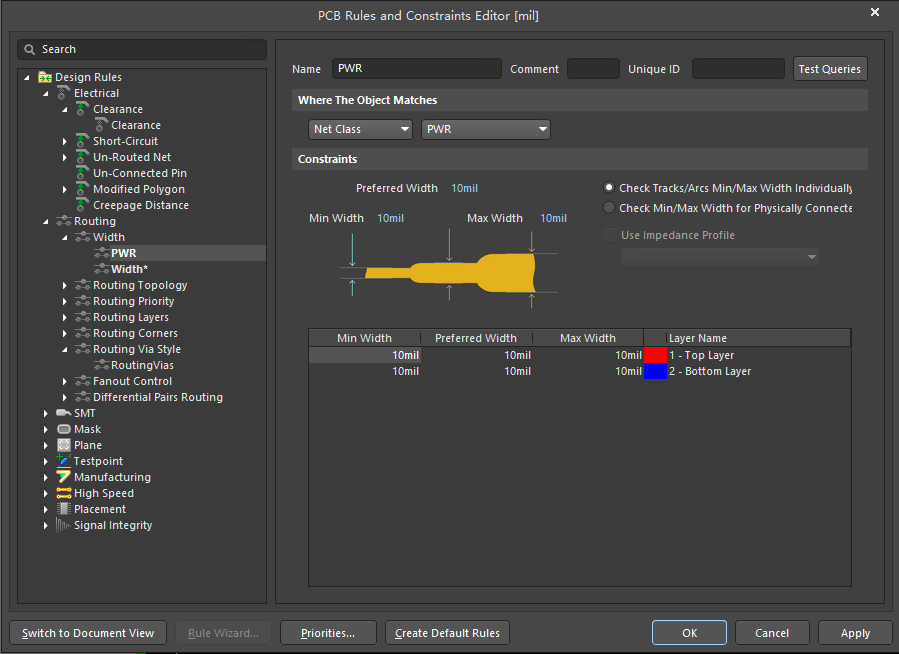 PCB Rules and Constraints Editor [mil]
Search
Design Rules
Electrical
Clearance
Clearance
Short-Circuit
Un-Routed Net
Un-Connected Pin
Modified Polygon
Creepage Distance
Routing
Width
PWR
Width*
Routing Topology
Routing Priority
Routing Layers
Routing Corners
Routing Via Style
RoutingVias
Fanout Control
Differential Pairs Routing
SMT
Mask
Plane
Testpoint
Manufacturing
High Speed
Placement
Signal Integrity
Name PWR Comment Unique ID Test Queries
Where The Object Matches
Net Class PWR
Constraints
Preferred Width 10mil
Min Width 10mil Max Width 10mil
Check Tracks/Arcs Min/Max Width Individually
Check Min/Max Width for Physically Connecte
Use Impedance Profile
Min Width Preferred Width Max Width Layer Name
10mil 10mil 10mil 1 - Top Layer
10mil 10mil 10mil 2 - Bottom Layer
Switch to Document View Rule Wizard... Priorities... Create Default Rules OK Cancel Apply